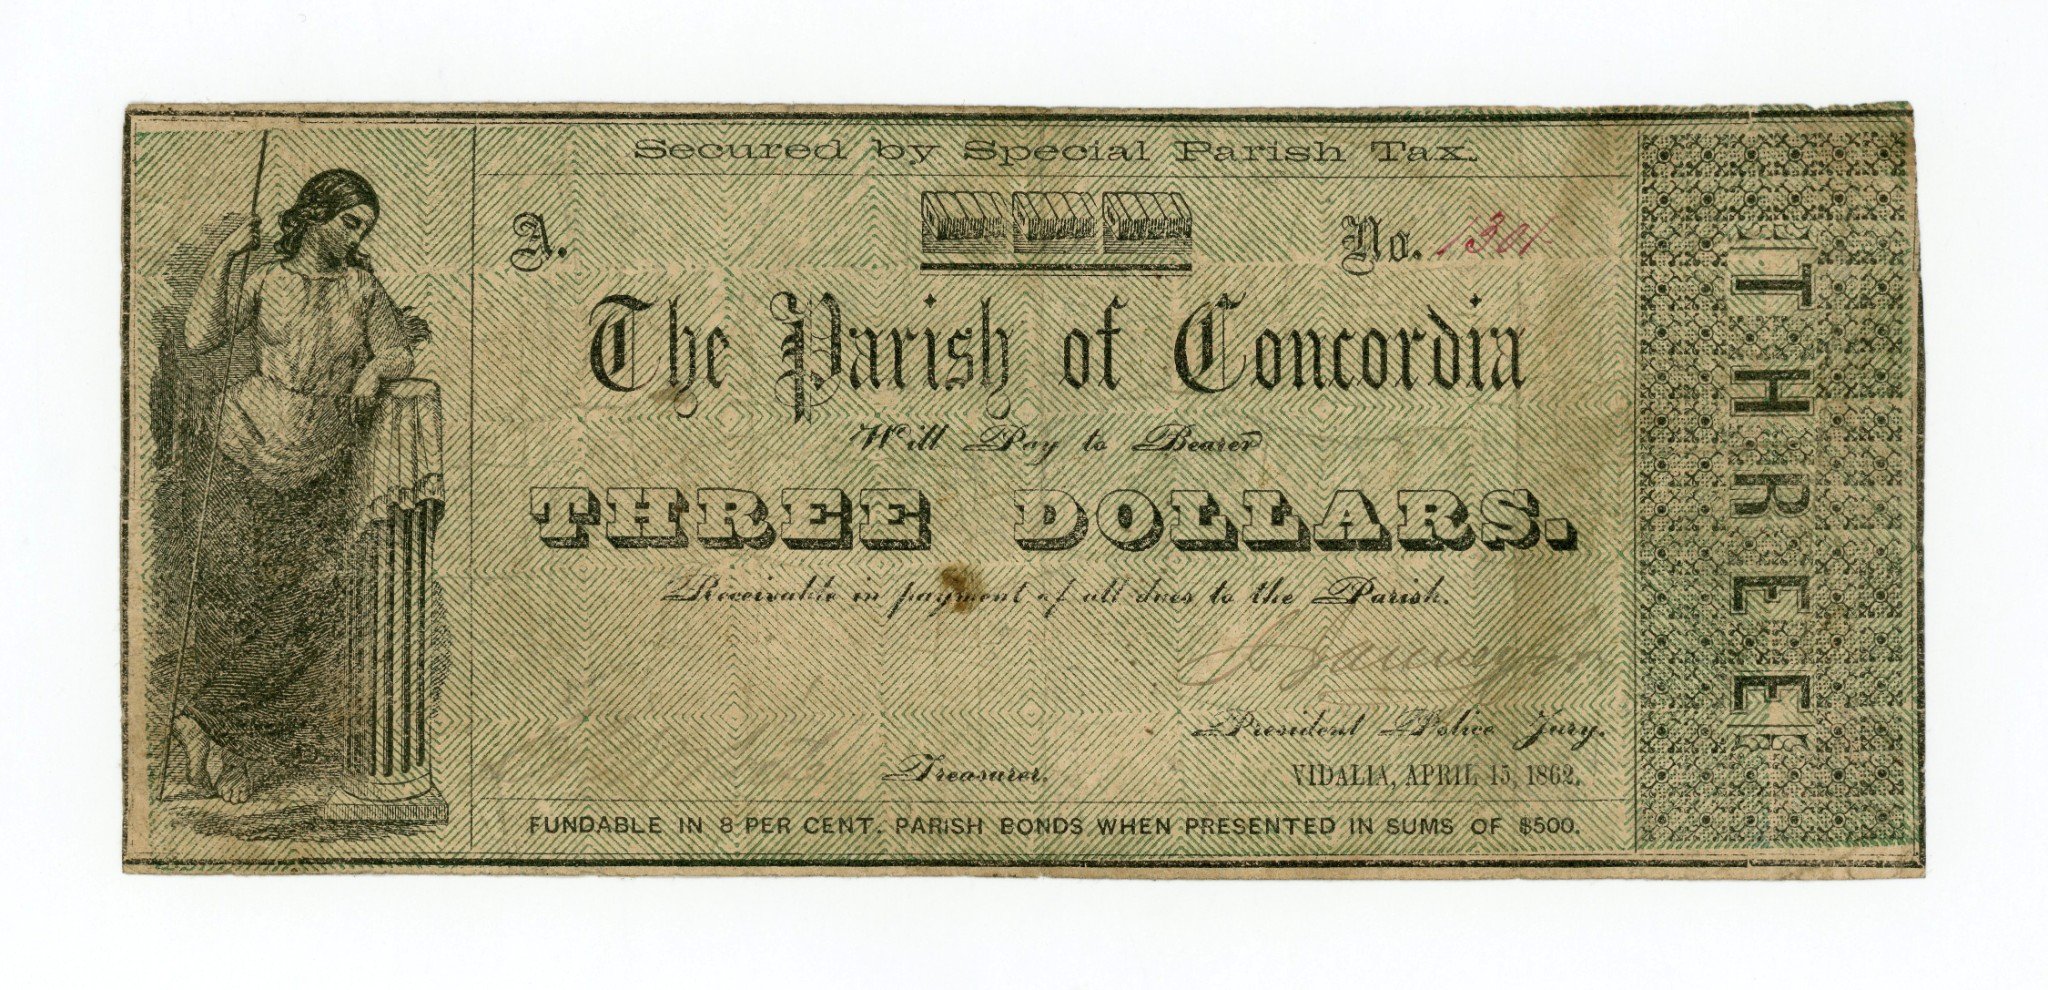 Secured by Special Parish Tax.
A.
No. 1301
The Parish of Concordia
Will Pay to Bearer
THREE DOLLARS.
Receivable in payment of all dues to the Parish.
President Police Jury.
Treasurer.
VIDALIA, APRIL 15, 1862.
FUNDABLE IN 8 PER CENT. PARISH BONDS WHEN PRESENTED IN SUMS OF $500.
THREE